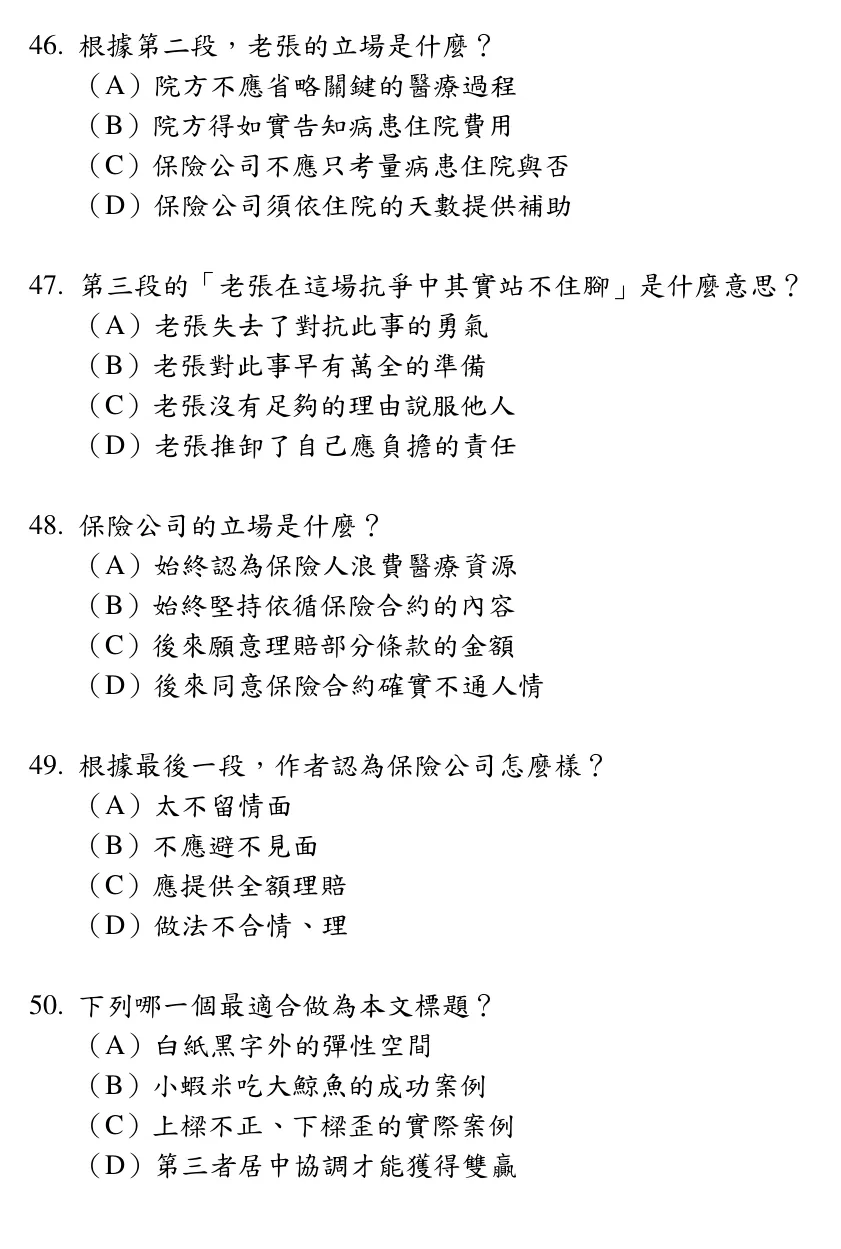 46. 根據第二段，老張的立場是什麼？
（A）院方不應省略關鍵的醫療過程
（B）院方得如實告知病患住院費用
（C）保險公司不應只考量病患住院與否
（D）保險公司須依住院的天數提供補助
47. 第三段的「老張在這場抗爭中其實站不住腳」是什麼意思？
（A）老張失去了對抗此事的勇氣
（B）老張對此事早有萬全的準備
（C）老張沒有足夠的理由說服他人
（D）老張推卸了自己應負擔的責任
48. 保險公司的立場是什麼？
（A）始終認為保險人浪費醫療資源
（B）始終堅持依循保險合約的內容
（C）後來願意理賠部分條款的金額
（D）後來同意保險合約確實不通人情
49. 根據最後一段，作者認為保險公司怎麼樣？
（A）太不留情面
（B）不應避不見面
（C）應提供全額理賠
（D）做法不合情、理
50. 下列哪一個最適合做為本文標題？
（A）白紙黑字外的彈性空間
（B）小蝦米吃大鯨魚的成功案例
（C）上樑不正、下樑歪的實際案例
（D）第三者居中協調才能獲得雙贏